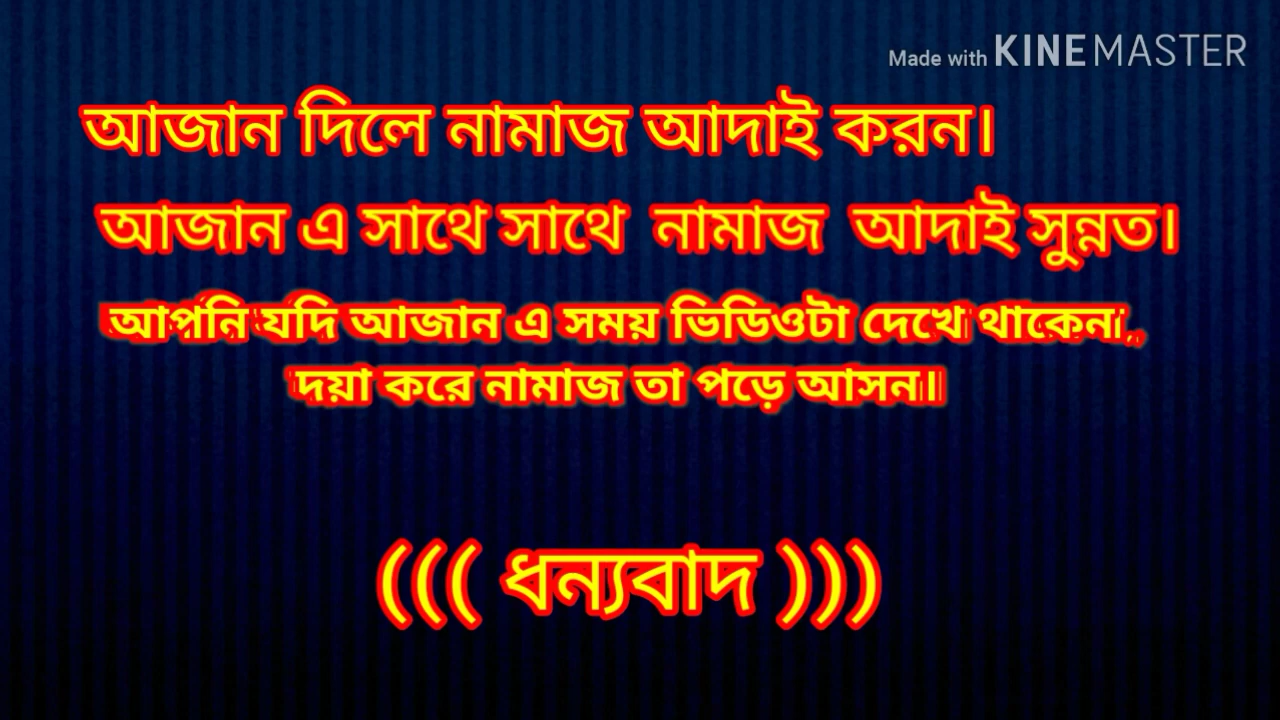 Made with KINEMASTER
আজান দিলে নামাজ আদাই করন।
আজান এ সাথে সাথে নামাজ আদাই সুন্নত।
আপনি যদি আজান এ সময় ভিডিওটা দেখে থাকেনা,,
দয়া করে নামাজ তা পড়ে আসন।
((( ধন্যবাদ )))